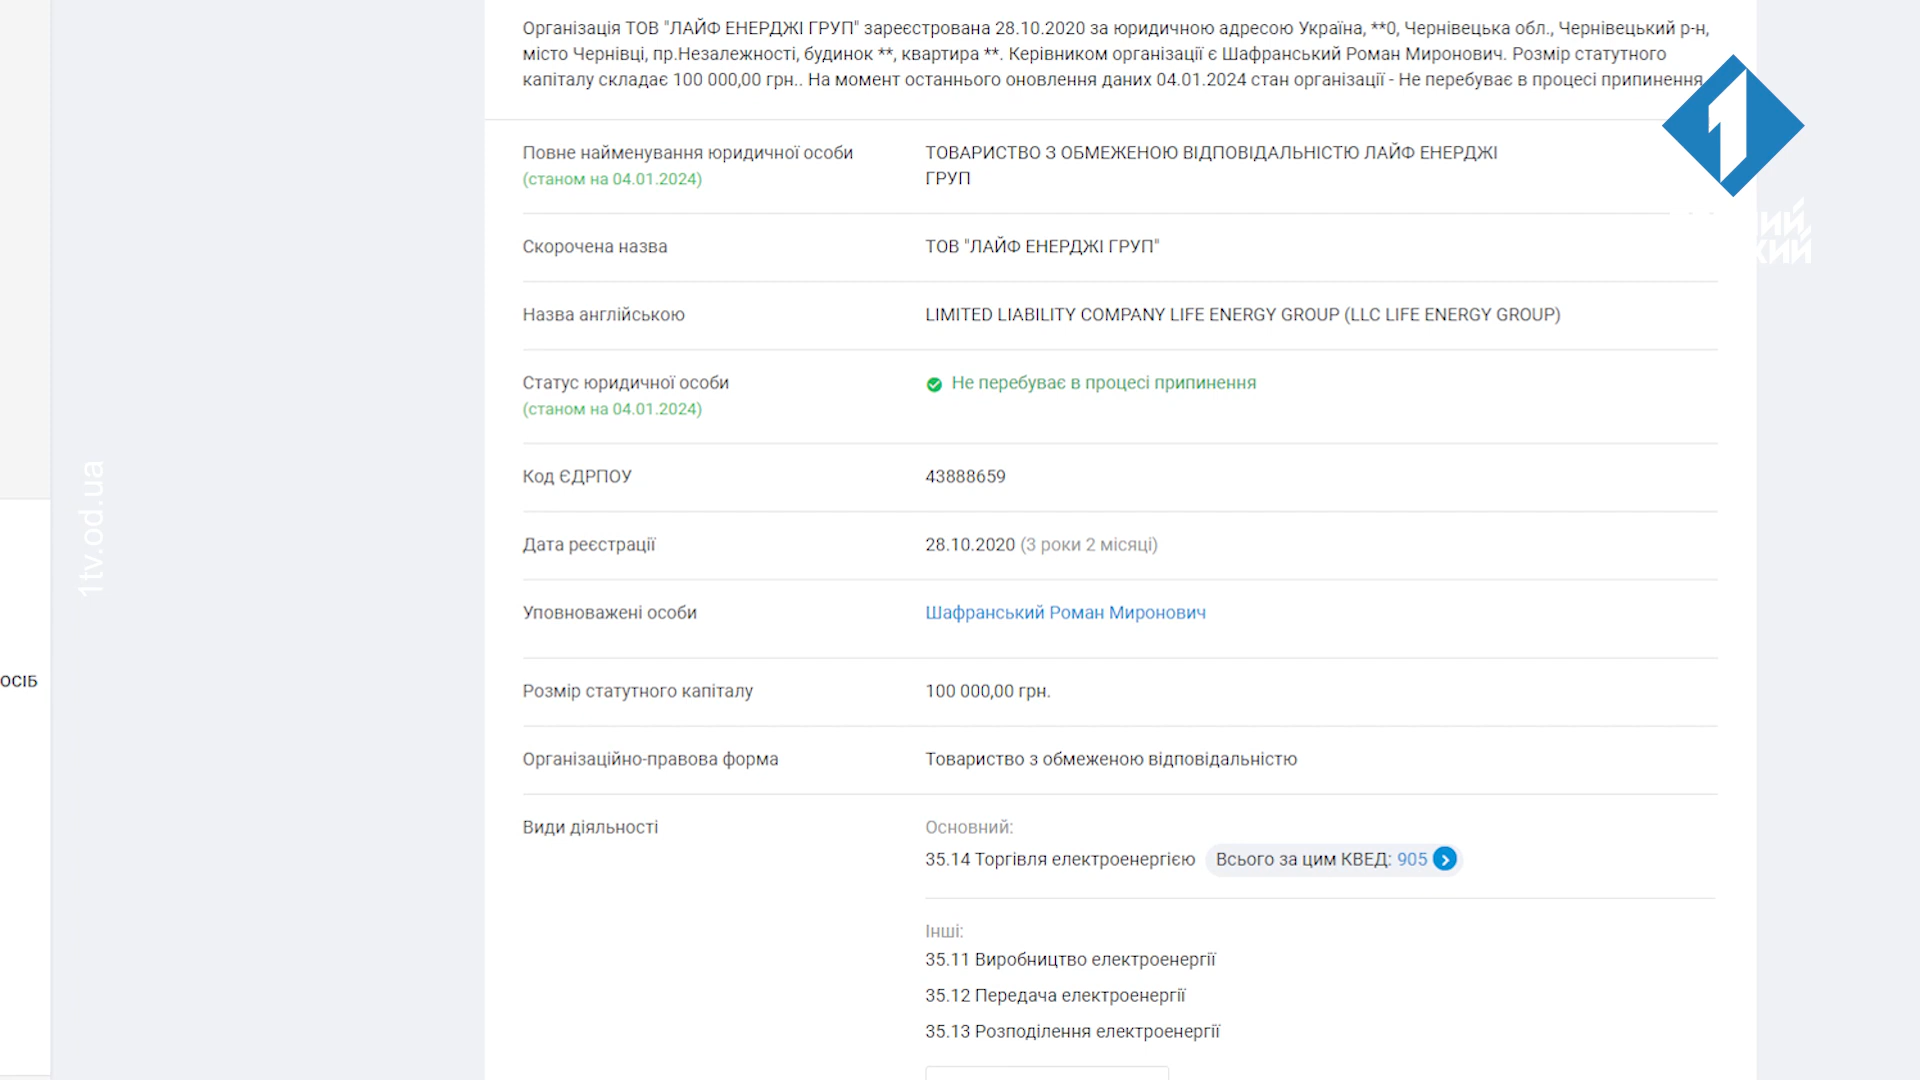 Організація ТОВ "ЛАЙФ ЕНЕРДЖІ ГРУП" зареєстрована 28.10.2020 за юридичною адресою Україна, **0, Чернівецька обл., Чернівецький р-н,
місто Чернівці, пр.Незалежності, будинок **, квартира **. Керівником організації є Шафранський Роман Миронович. Розмір статутного
капіталу складає 100 000,00 грн.. На момент останнього оновлення даних 04.01.2024 стан організації - Не перебуває в процесі припинення
Повне найменування юридичної особи
(станом на 04.01.2024)
ТОВАРИСТВО З ОБМЕЖЕНОЮ ВІДПОВІДАЛЬНІСТЮ ЛАЙФ ЕНЕРДЖІ
ГРУП
Скорочена назва
ТОВ "ЛАЙФ ЕНЕРДЖІ ГРУП"
Назва англійською
LIMITED LIABILITY COMPANY LIFE ENERGY GROUP (LLC LIFE ENERGY GROUP)
Статус юридичної особи
(станом на 04.01.2024)
Не перебуває в процесі припинення
Код ЄДРПОУ
43888659
Дата реєстрації
28.10.2020 (3 роки 2 місяці)
Уповноважені особи
Шафранський Роман Миронович
Розмір статутного капіталу
100 000,00 грн.
Організаційно-правова форма
Товариство з обмеженою відповідальністю
Види діяльності
Основний:
35.14 Торгівля електроенергією Всього за цим КВЕД: 905
Інші:
35.11 Виробництво електроенергії
35.12 Передача електроенергії
35.13 Розподілення електроенергії
ОСІБ
1tv.od.ua
1